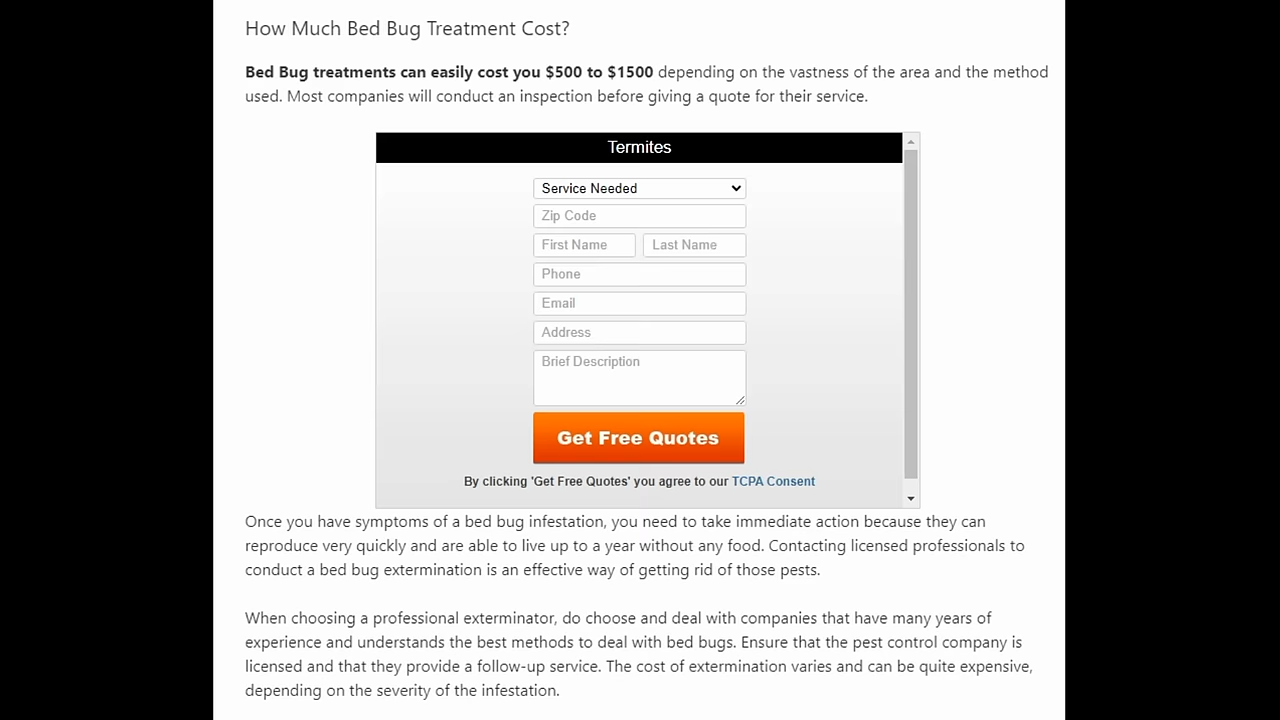 How Much Bed Bug Treatment Cost?
Bed Bug treatments can easily cost you $500 to $1500 depending on the vastness of the area and the method
used. Most companies will conduct an inspection before giving a quote for their service.
Termites
Service Needed
Zip Code
First Name Last Name
Phone
Email
Address
Brief Description
Get Free Quotes
By clicking 'Get Free Quotes' you agree to our TCPA Consent
Once you have symptoms of a bed bug infestation, you need to take immediate action because they can
reproduce very quickly and are able to live up to a year without any food. Contacting licensed professionals to
conduct a bed bug extermination is an effective way of getting rid of those pests.
When choosing a professional exterminator, do choose and deal with companies that have many years of
experience and understands the best methods to deal with bed bugs. Ensure that the pest control company is
licensed and that they provide a follow-up service. The cost of extermination varies and can be quite expensive,
depending on the severity of the infestation.